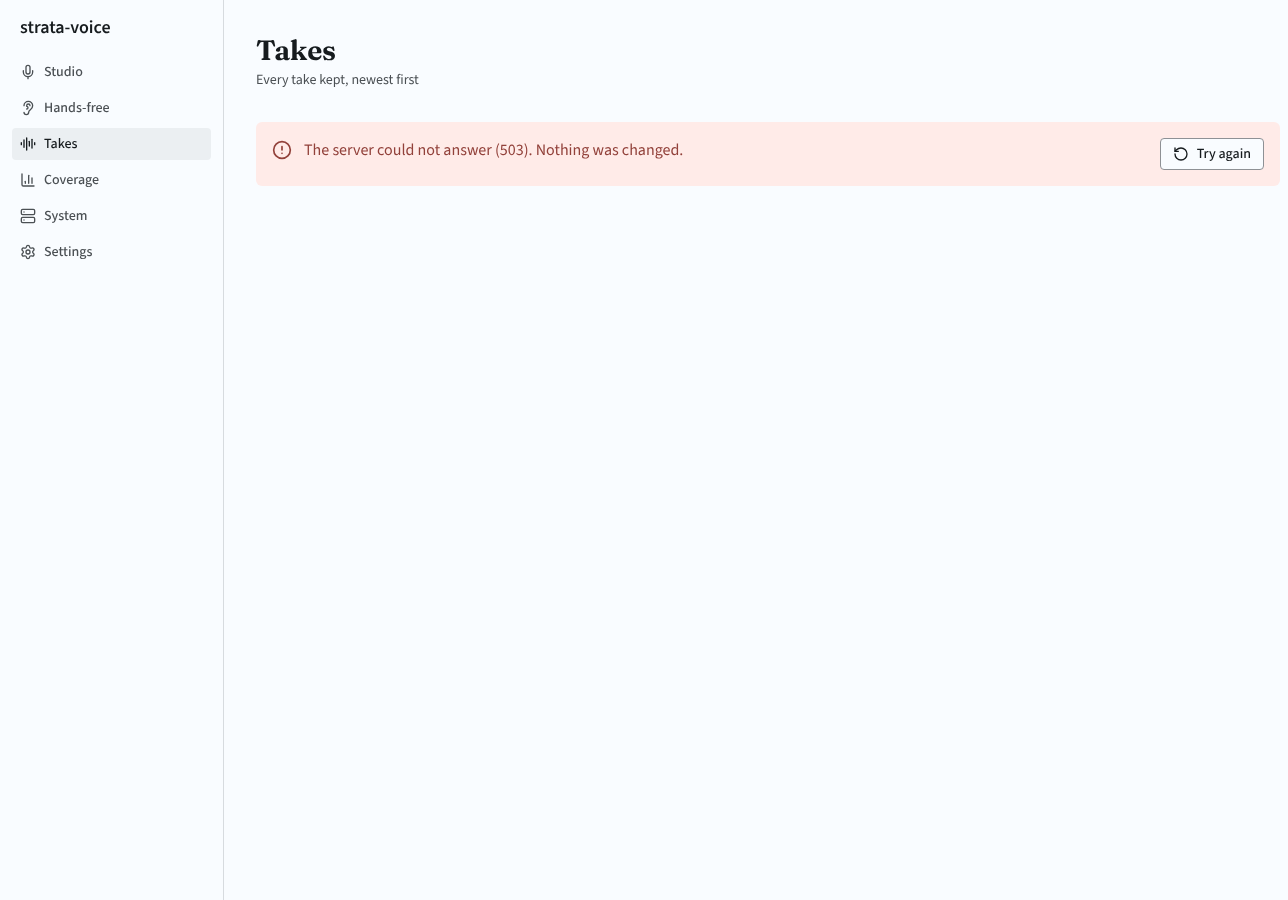 strata-voice
Studio
Hands-free
Takes
Coverage
System
Settings
Takes
Every take kept, newest first
The server could not answer (503). Nothing was changed.
Try again